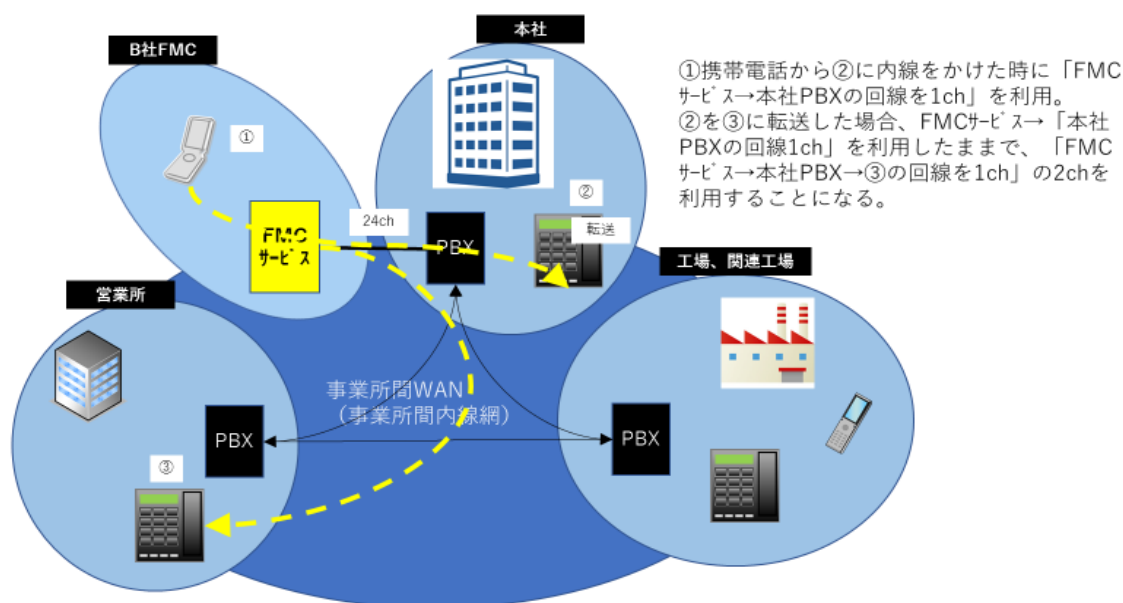 B社FMC
本社
①携帯電話から②に内線をかけた時に「FMC
ｻｰﾋﾞｽ→本社PBXの回線を1ch」を利用。
②を③に転送した場合、FMCｻｰﾋﾞｽ→「本社
PBXの回線1ch」を利用したままで、「FMC
ｻｰﾋﾞｽ→本社PBX→③の回線を1ch」の2chを
利用することになる。
①
②
24ch
転送
FMC
ｻｰﾋﾞｽ
PBX
工場、関連工場
営業所
事業所間WAN
（事業所間内線網）
PBX
PBX
③